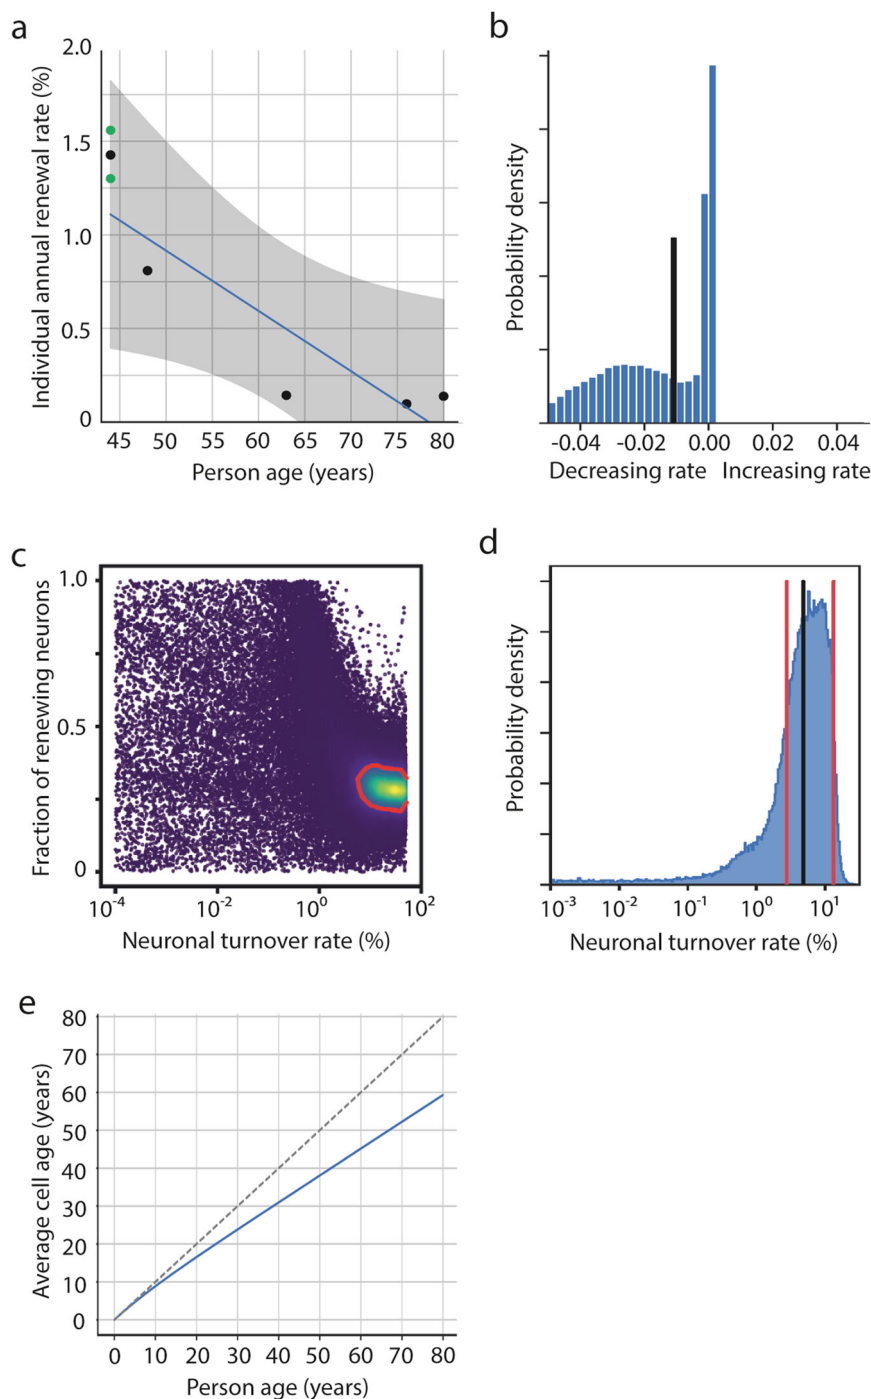 a
Individual annual renewal rate (%)
2.0
1.5
1.0
0.5
0
45 50 55 60 65 70 75 80
Person age (years)
b
Probability density
-0.04 -0.02 0.00 0.02 0.04
Decreasing rate Increasing rate
c
Fraction of renewing neurons
1.0
0.5
0
10-4 10-2 100 102
Neuronal turnover rate (%)
d
Probability density
10-3 10-2 10-1 100 101
Neuronal turnover rate (%)
e
Average cell age (years)
80
70
60
50
40
30
20
10
0
0 10 20 30 40 50 60 70 80
Person age (years)